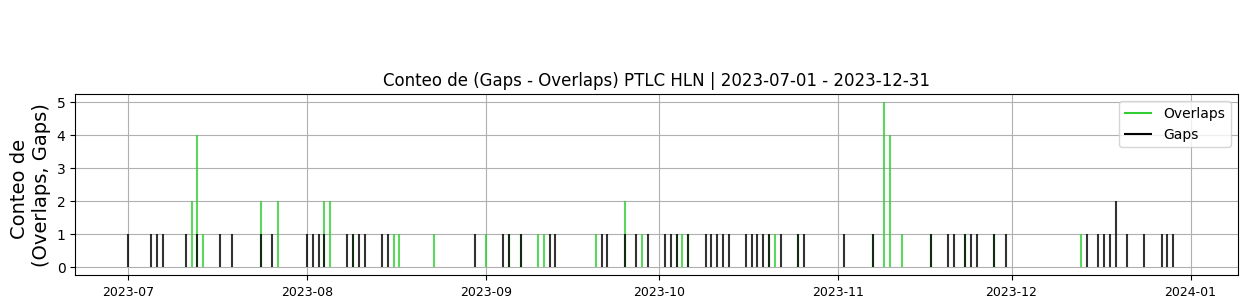 Conteo de (Gaps - Overlaps) PTLC HLN | 2023-07-01 - 2023-12-31
Conteo de
(Overlaps, Gaps)
5
4
3
2
1
0
Overlaps
Gaps
2023-07
2023-08
2023-09
2023-10
2023-11
2023-12
2024-01